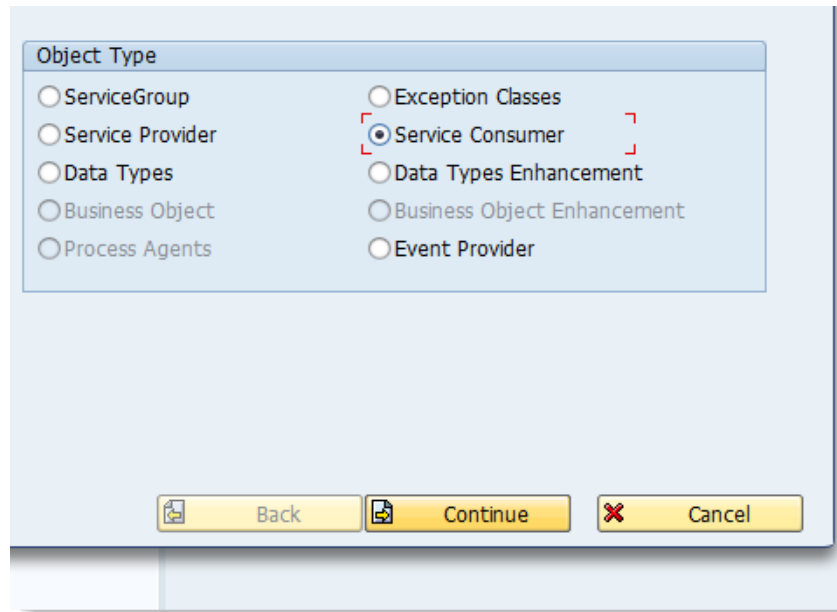 Object Type
ServiceGroup
Exception Classes
Service Provider
Service Consumer
Data Types
Data Types Enhancement
Business Object
Business Object Enhancement
Process Agents
Event Provider
Back
Continue
Cancel